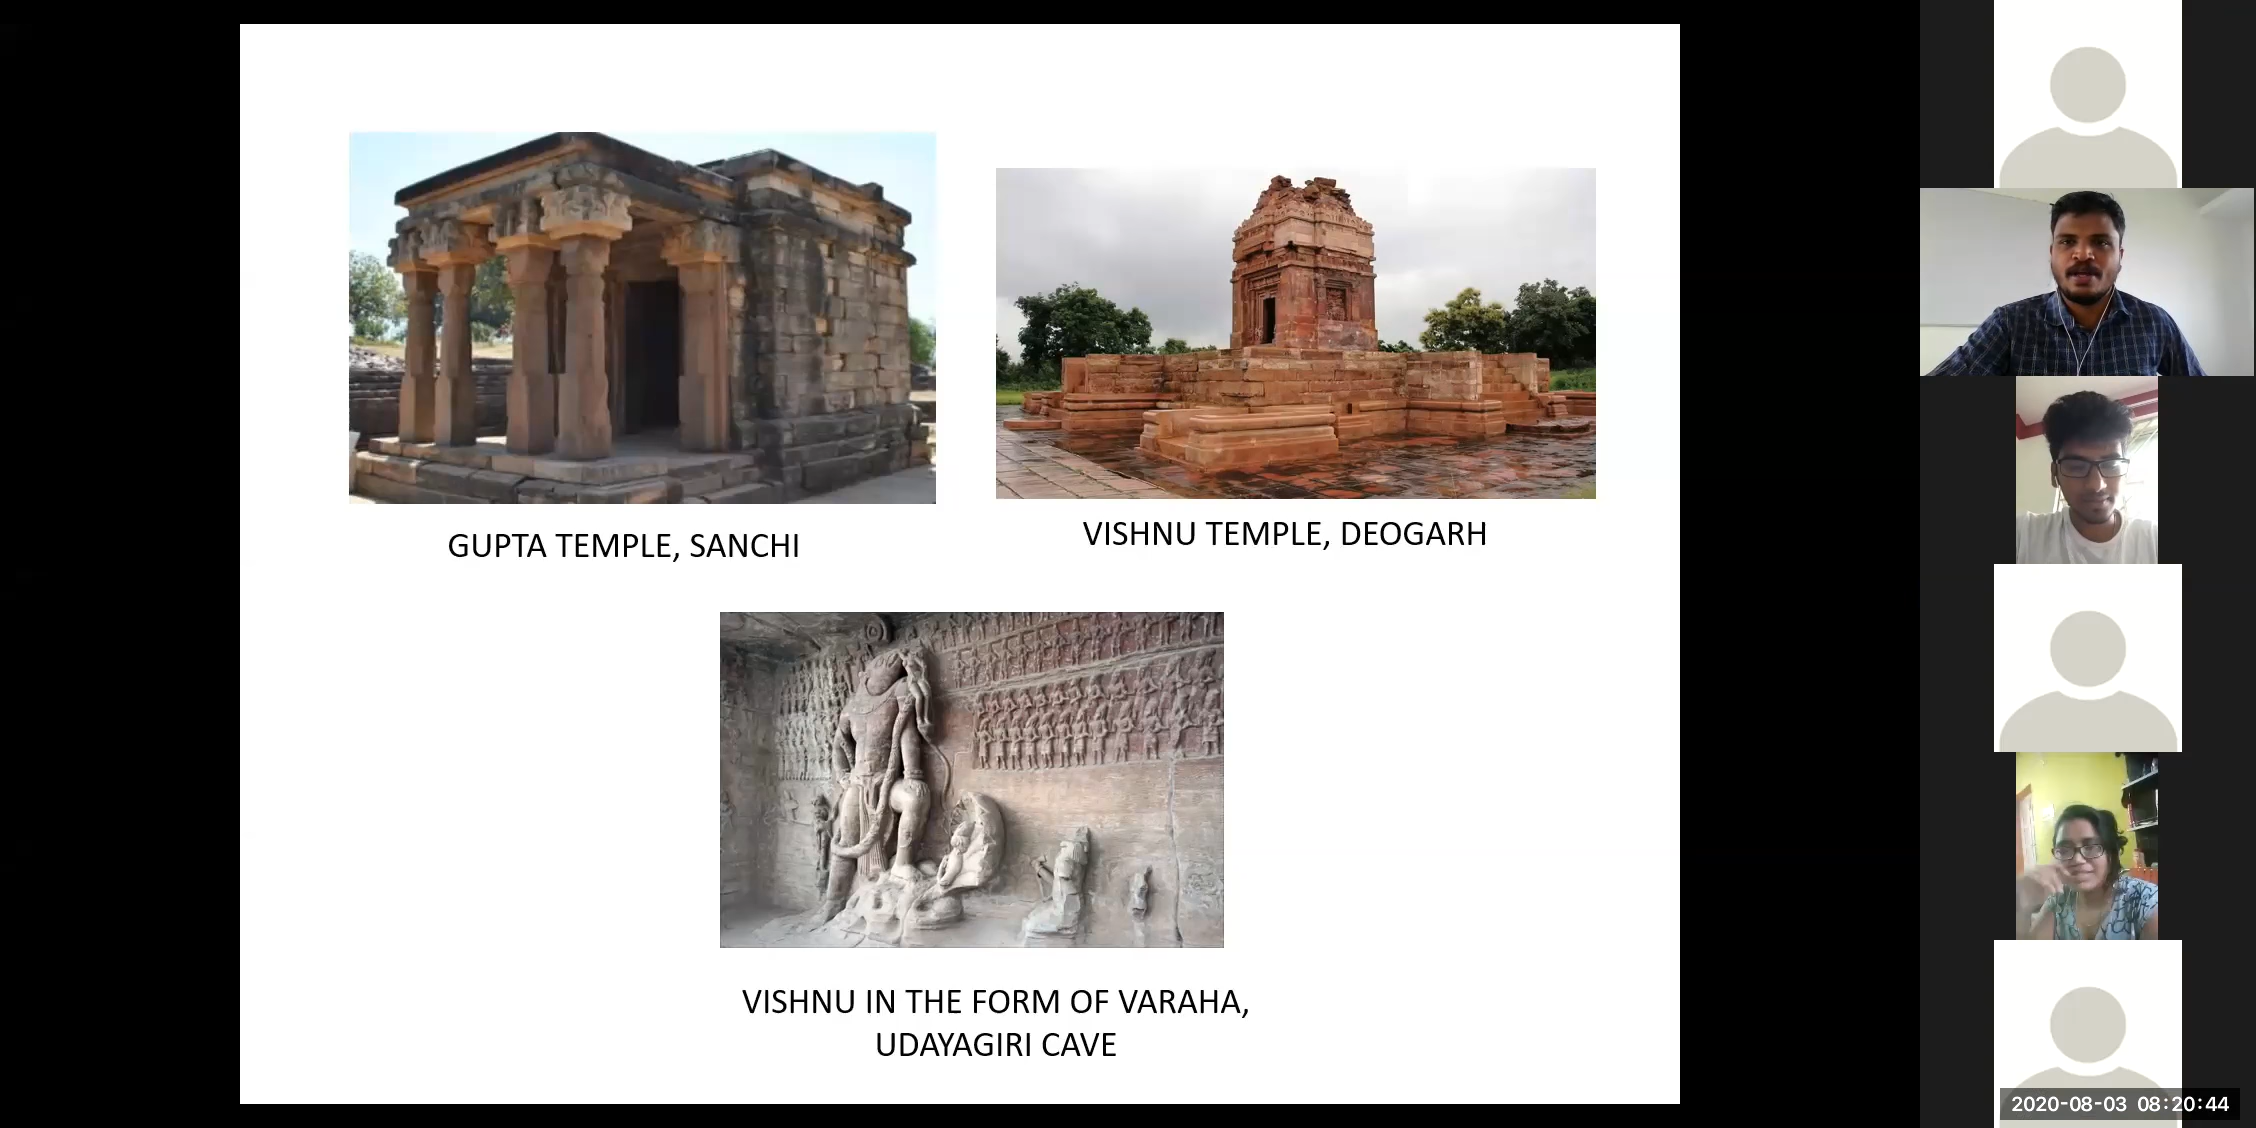 GUPTA TEMPLE, SANCHI
VISHNU TEMPLE, DEOGARH
VISHNU IN THE FORM OF VARAHA,
UDAYAGIRI CAVE
2020-08-03 08:20:44